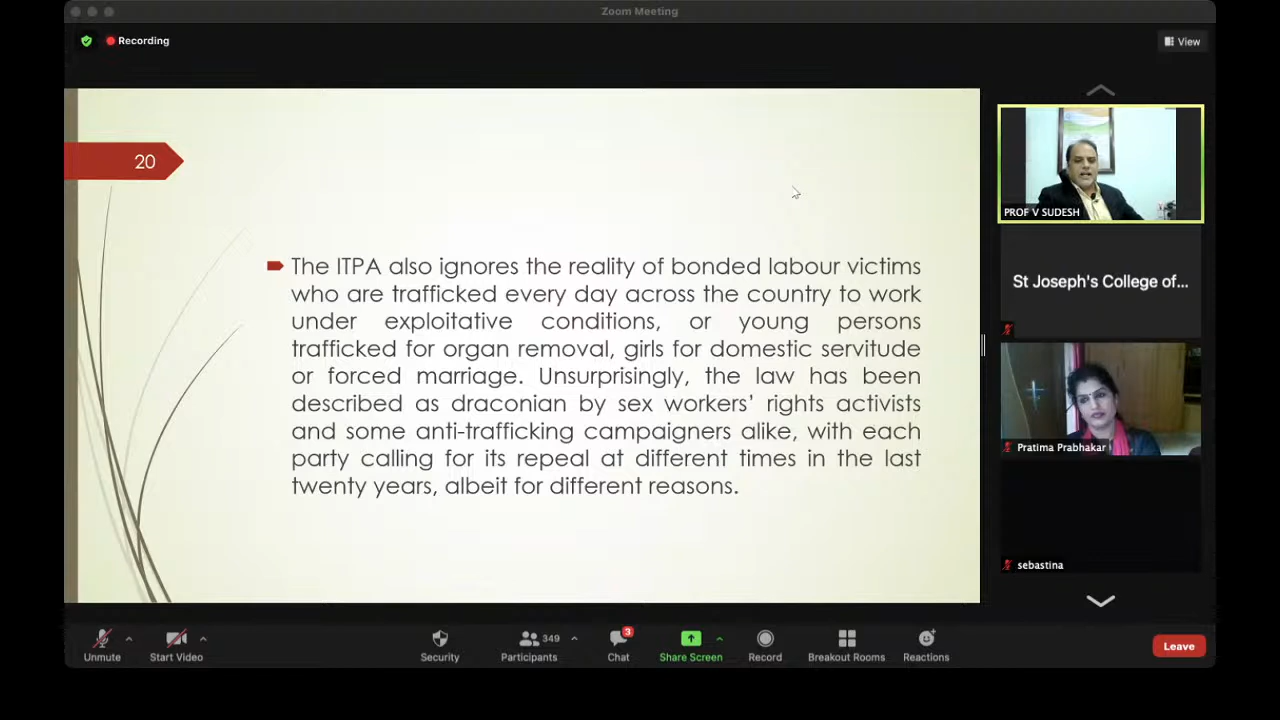 Zoom Meeting
Recording
View
20
The ITPA also ignores the reality of bonded labour victims
who are trafficked every day across the country to work
under exploitative conditions, or young persons
trafficked for organ removal, girls for domestic servitude
or forced marriage. Unsurprisingly, the law has been
described as draconian by sex workers’ rights activists
and some anti-trafficking campaigners alike, with each
party calling for its repeal at different times in the last
twenty years, albeit for different reasons.
PROF V SUDESH
St Joseph's College of...
Pratima Prabhakar
sebastina
Unmute
Start Video
Security
349
Participants
3
Chat
Share Screen
Record
Breakout Rooms
Reactions
Leave